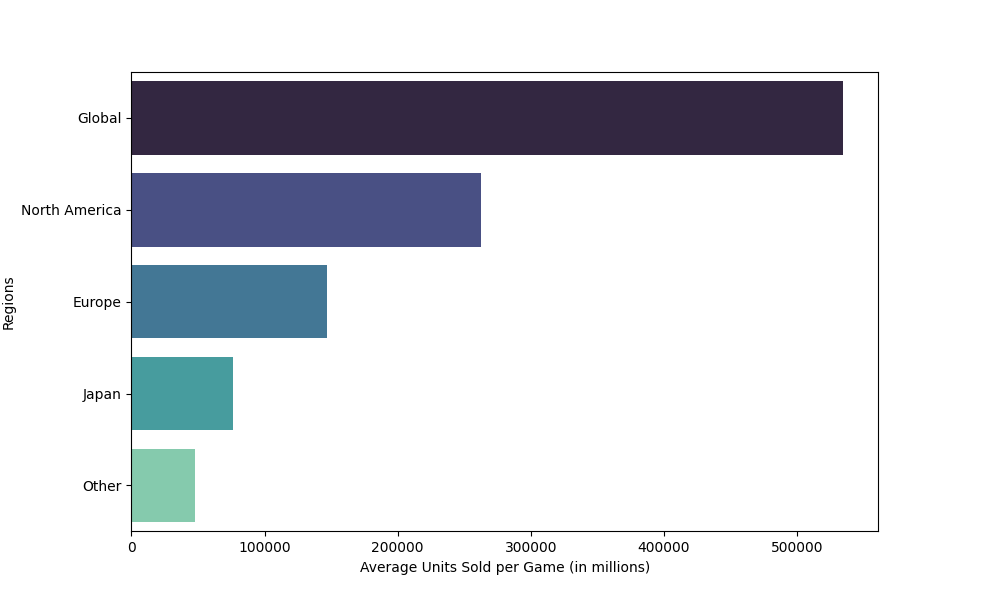 Global
North America
Europe
Japan
Other
Regions
0 100000 200000 300000 400000 500000
Average Units Sold per Game (in millions)